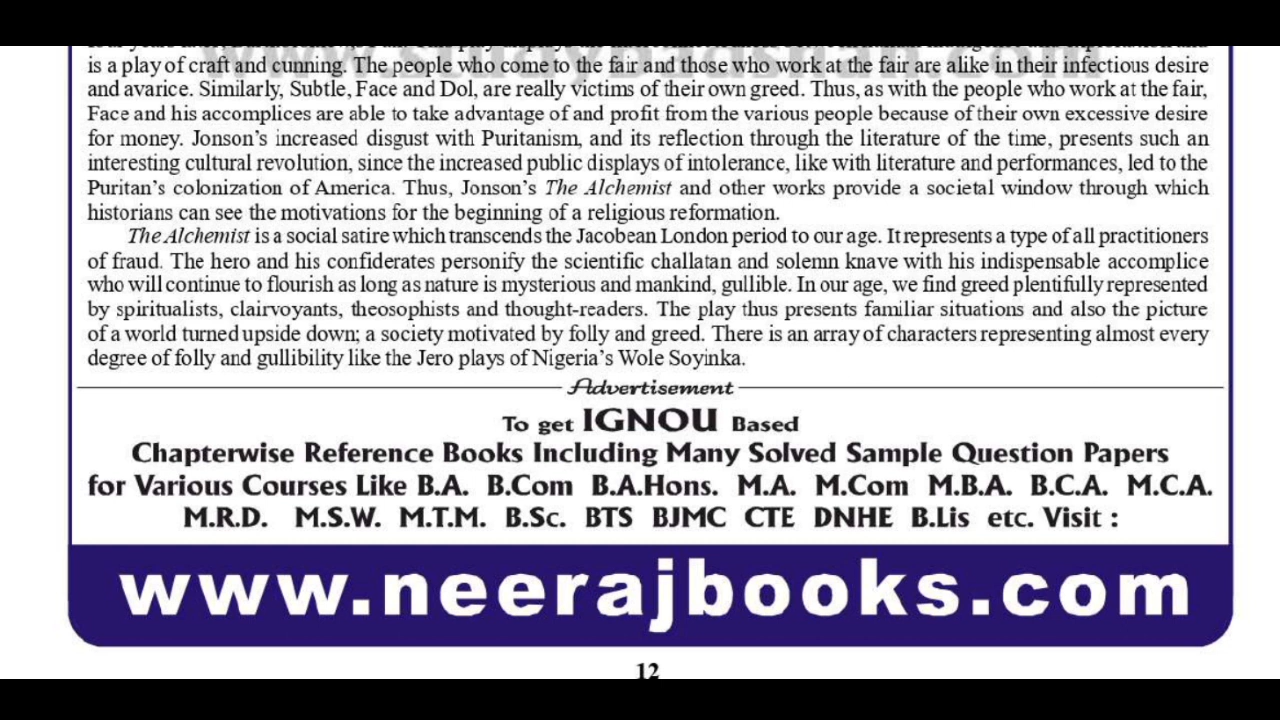 is a play of craft and cunning. The people who come to the fair and those who work at the fair are alike in their infectious desire
and avarice. Similarly, Subtle, Face and Dol, are really victims of their own greed. Thus, as with the people who work at the fair,
Face and his accomplices are able to take advantage of and profit from the various people because of their own excessive desire
for money. Jonson's increased disgust with Puritanism, and its reflection through the literature of the time, presents such an
interesting cultural revolution, since the increased public displays of intolerance, like with literature and performances, led to the
Puritan's colonization of America. Thus, Jonson's The Alchemist and other works provide a societal window through which
historians can see the motivations for the beginning of a religious reformation.
The Alchemist is a social satire which transcends the Jacobean London period to our age. It represents a type of all practitioners
of fraud. The hero and his confiderates personify the scientific challatan and solemn knave with his indispensable accomplice
who will continue to flourish as long as nature is mysterious and mankind, gullible. In our age, we find greed plentifully represented
by spiritualists, clairvoyants, theosophists and thought-readers. The play thus presents familiar situations and also the picture
of a world turned upside down; a society motivated by folly and greed. There is an array of characters representing almost every
degree of folly and gullibility like the Jero plays of Nigeria's Wole Soyinka.
Advertisement
To get IGNOU Based
Chapterwise Reference Books Including Many Solved Sample Question Papers
for Various Courses Like B.A. B.Com B.A.Hons. M.A. M.Com M.B.A. B.C.A. M.C.A.
M.R.D. M.S.W. M.T.M. B.Sc. BTS BJMC CTE DNHE B.Lis etc. Visit :
www.neerajbooks.com
12